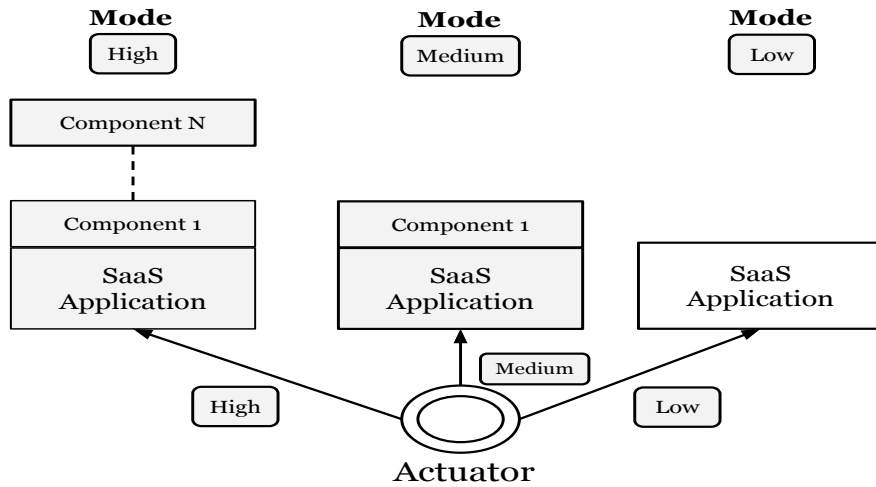 Mode
High
Mode
Medium
Mode
Low
Component N
Component 1
SaaS
Application
Component 1
SaaS
Application
SaaS
Application
High
Medium
Low
Actuator